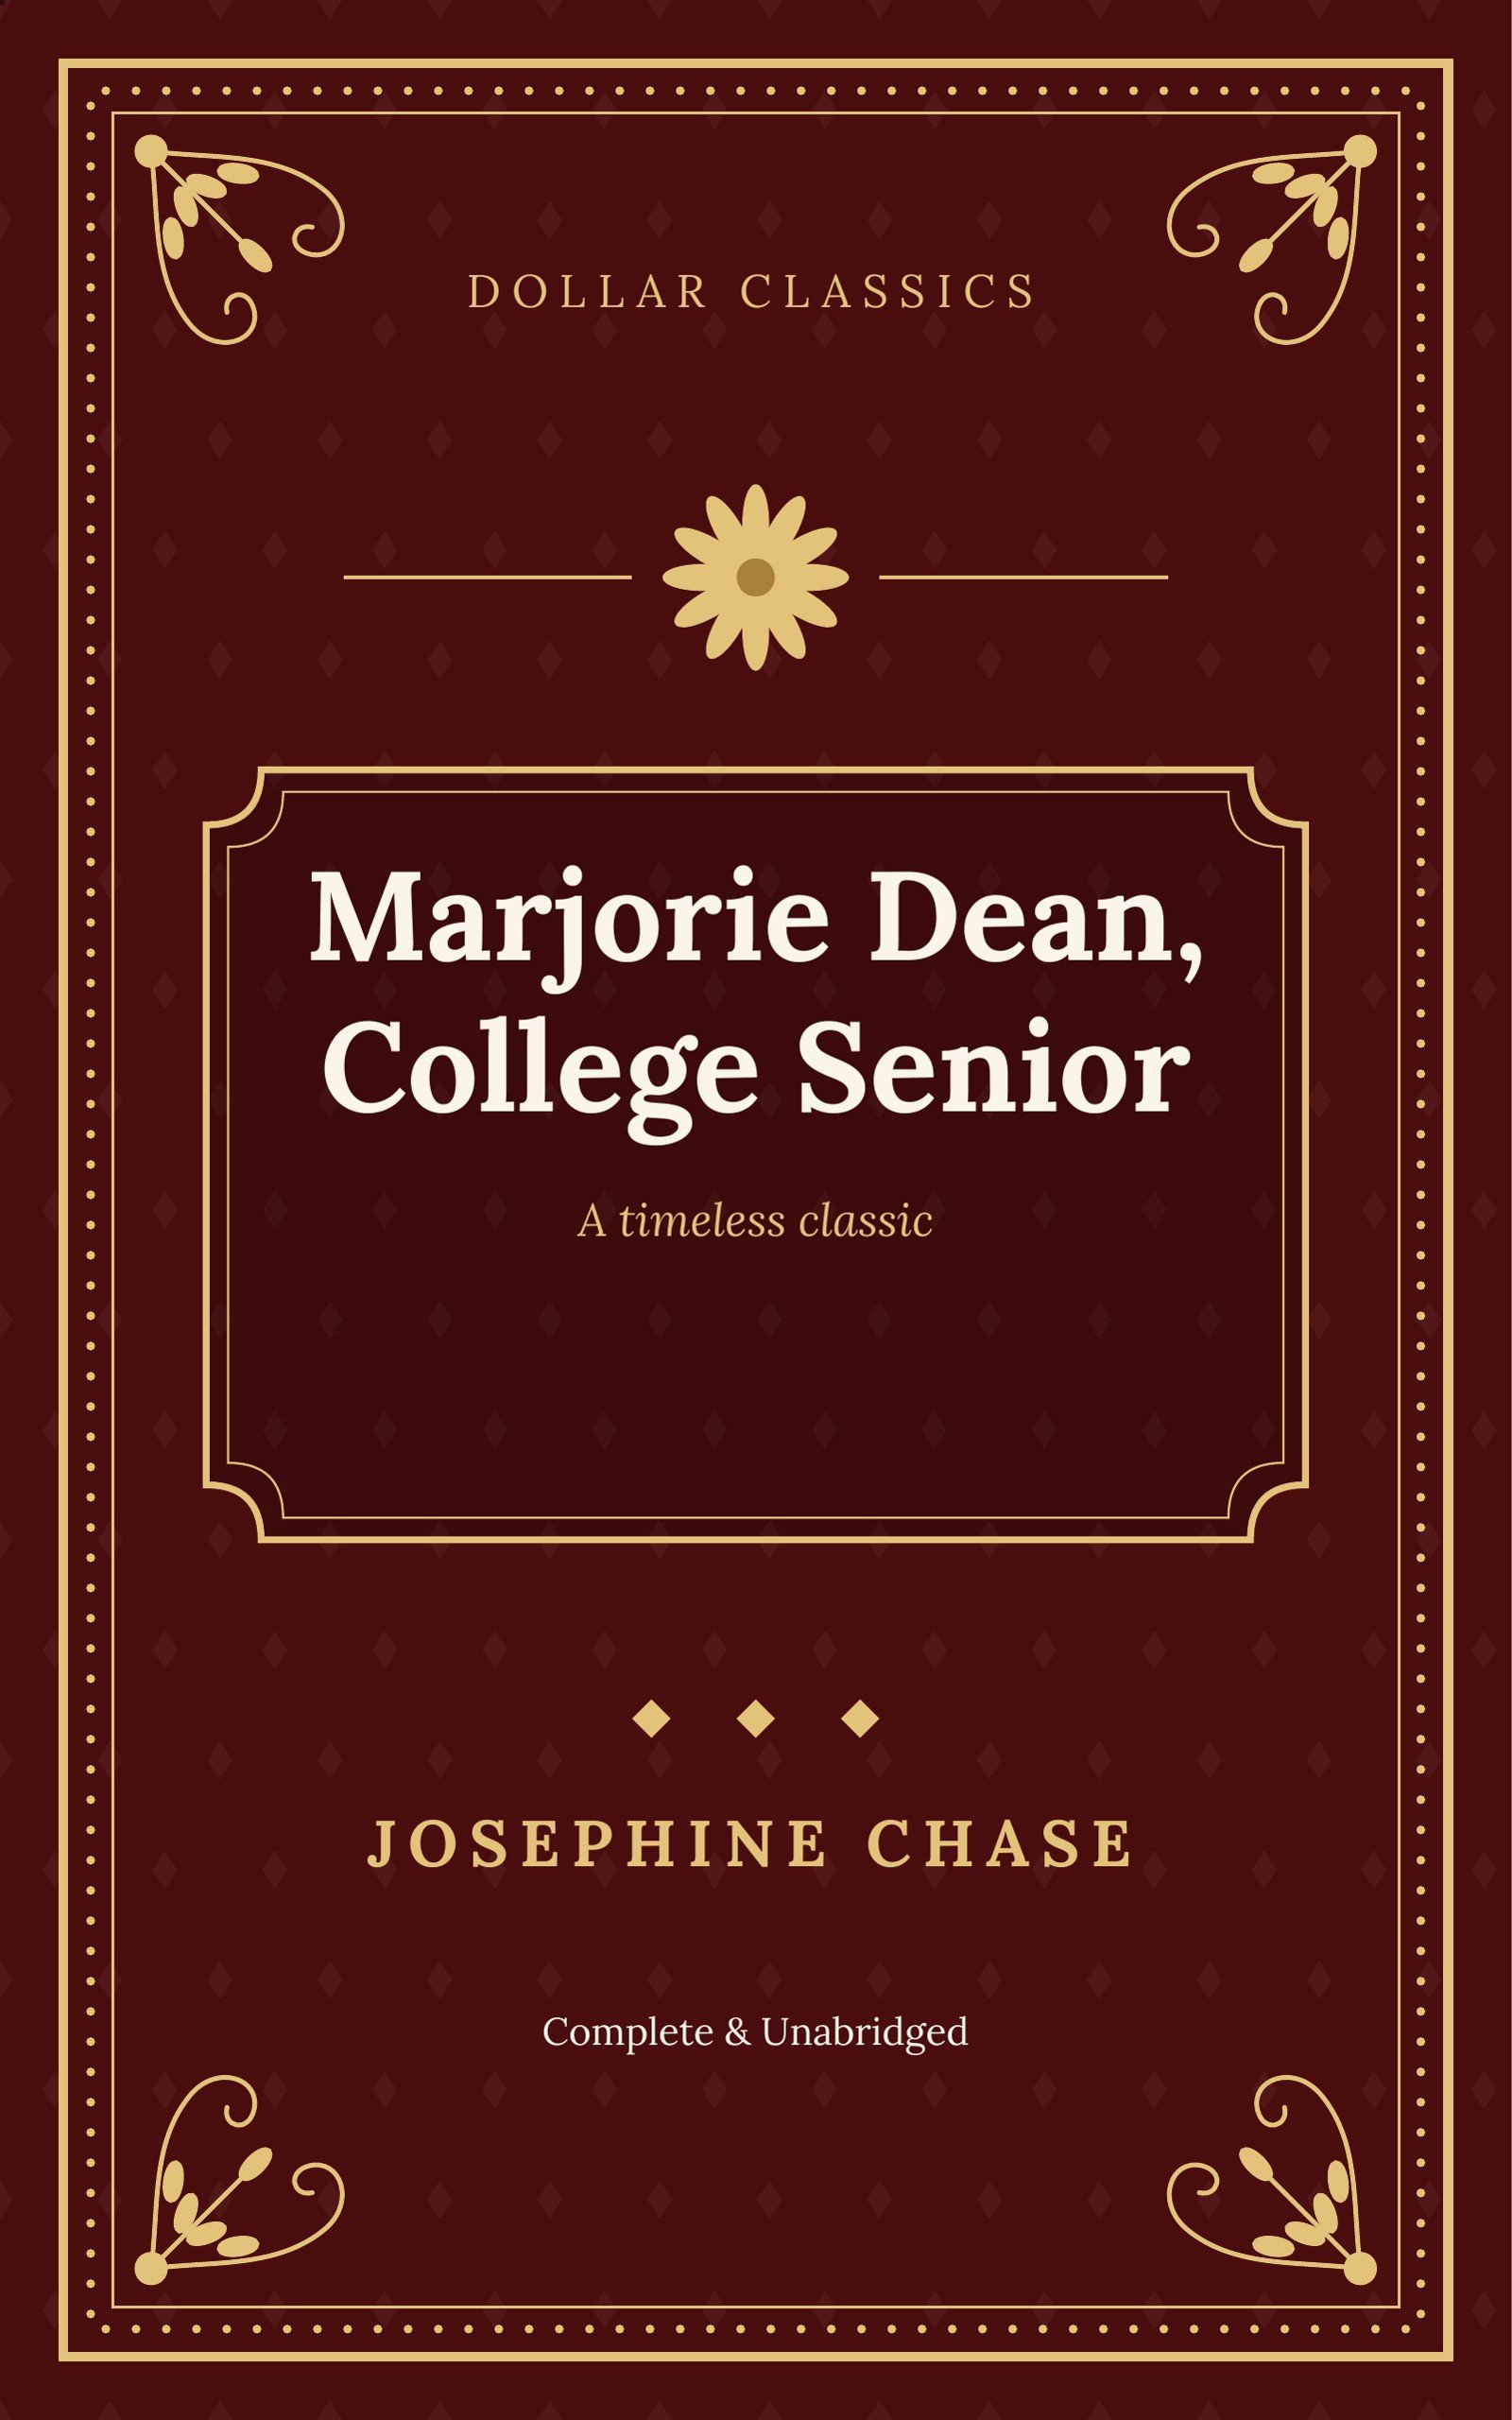 DOLLAR CLASSICS
Marjorie Dean,
College Senior
A timeless classic
JOSEPHINE CHASE
Complete & Unabridged